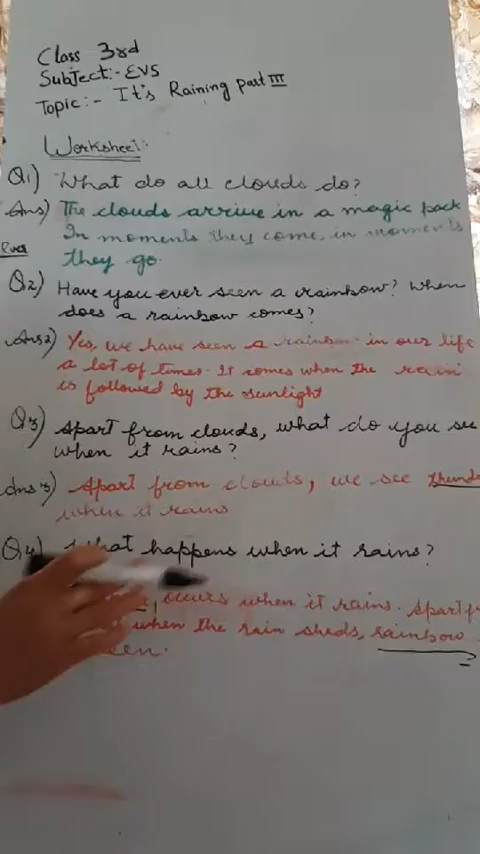 Class 3rd
Subject:- EVS
Topic:- It's Raining part III
Worksheet:
Q1) What do all clouds do?
Ans) The clouds arrive in a magic pack
In moments they come, in moments
they go.
Q2) Have you ever seen a rainbow? When
does a rainbow comes?
Ans2) Yes, we have seen a rainbow in our life
a lot of times. It comes when the rain
is followed by the sunlight
Q3) Apart from clouds, what do you see
when it rains?
Ans3) Apart from clouds, we see
when it rains
Q4) What happens when it rains?
occurs when it rains. Apart
when the rain sheds, rainbow